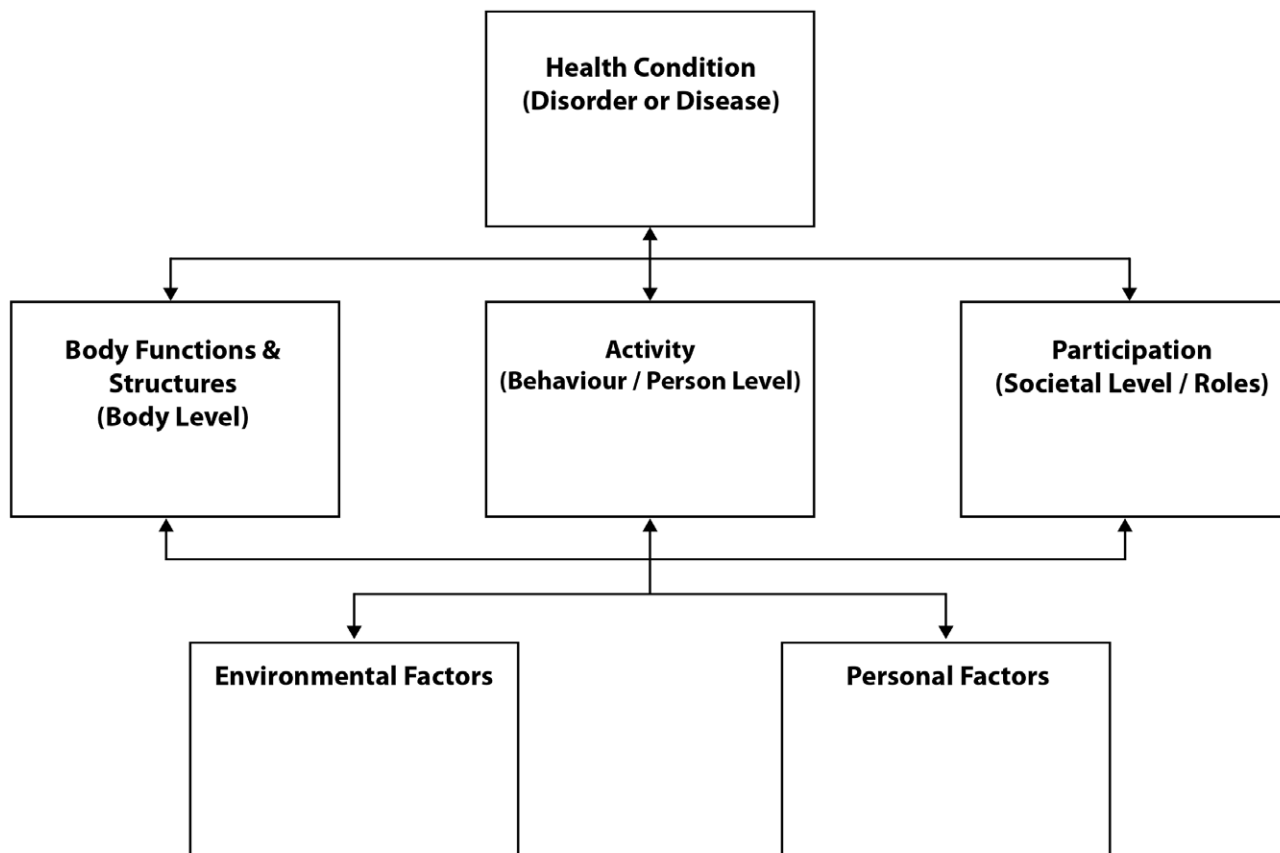 Health Condition
(Disorder or Disease)
Body Functions &
Structures
(Body Level)
Activity
(Behaviour / Person Level)
Participation
(Societal Level / Roles)
Environmental Factors
Personal Factors